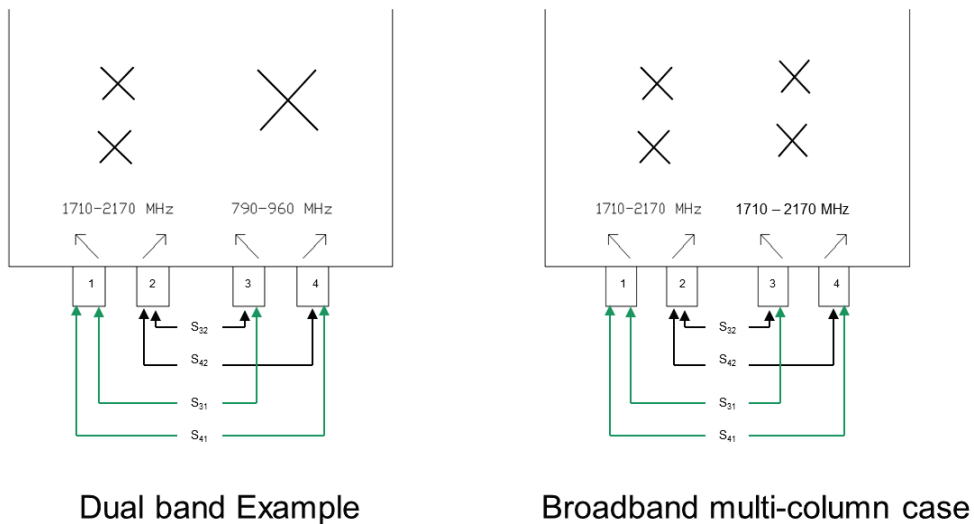 1710-2170 MHz 790-960 MHz
1 2 3 4
S32
S42
S31
S41
Dual band Example
1710-2170 MHz 1710 – 2170 MHz
1 2 3 4
S32
S42
S31
S41
Broadband multi-column case